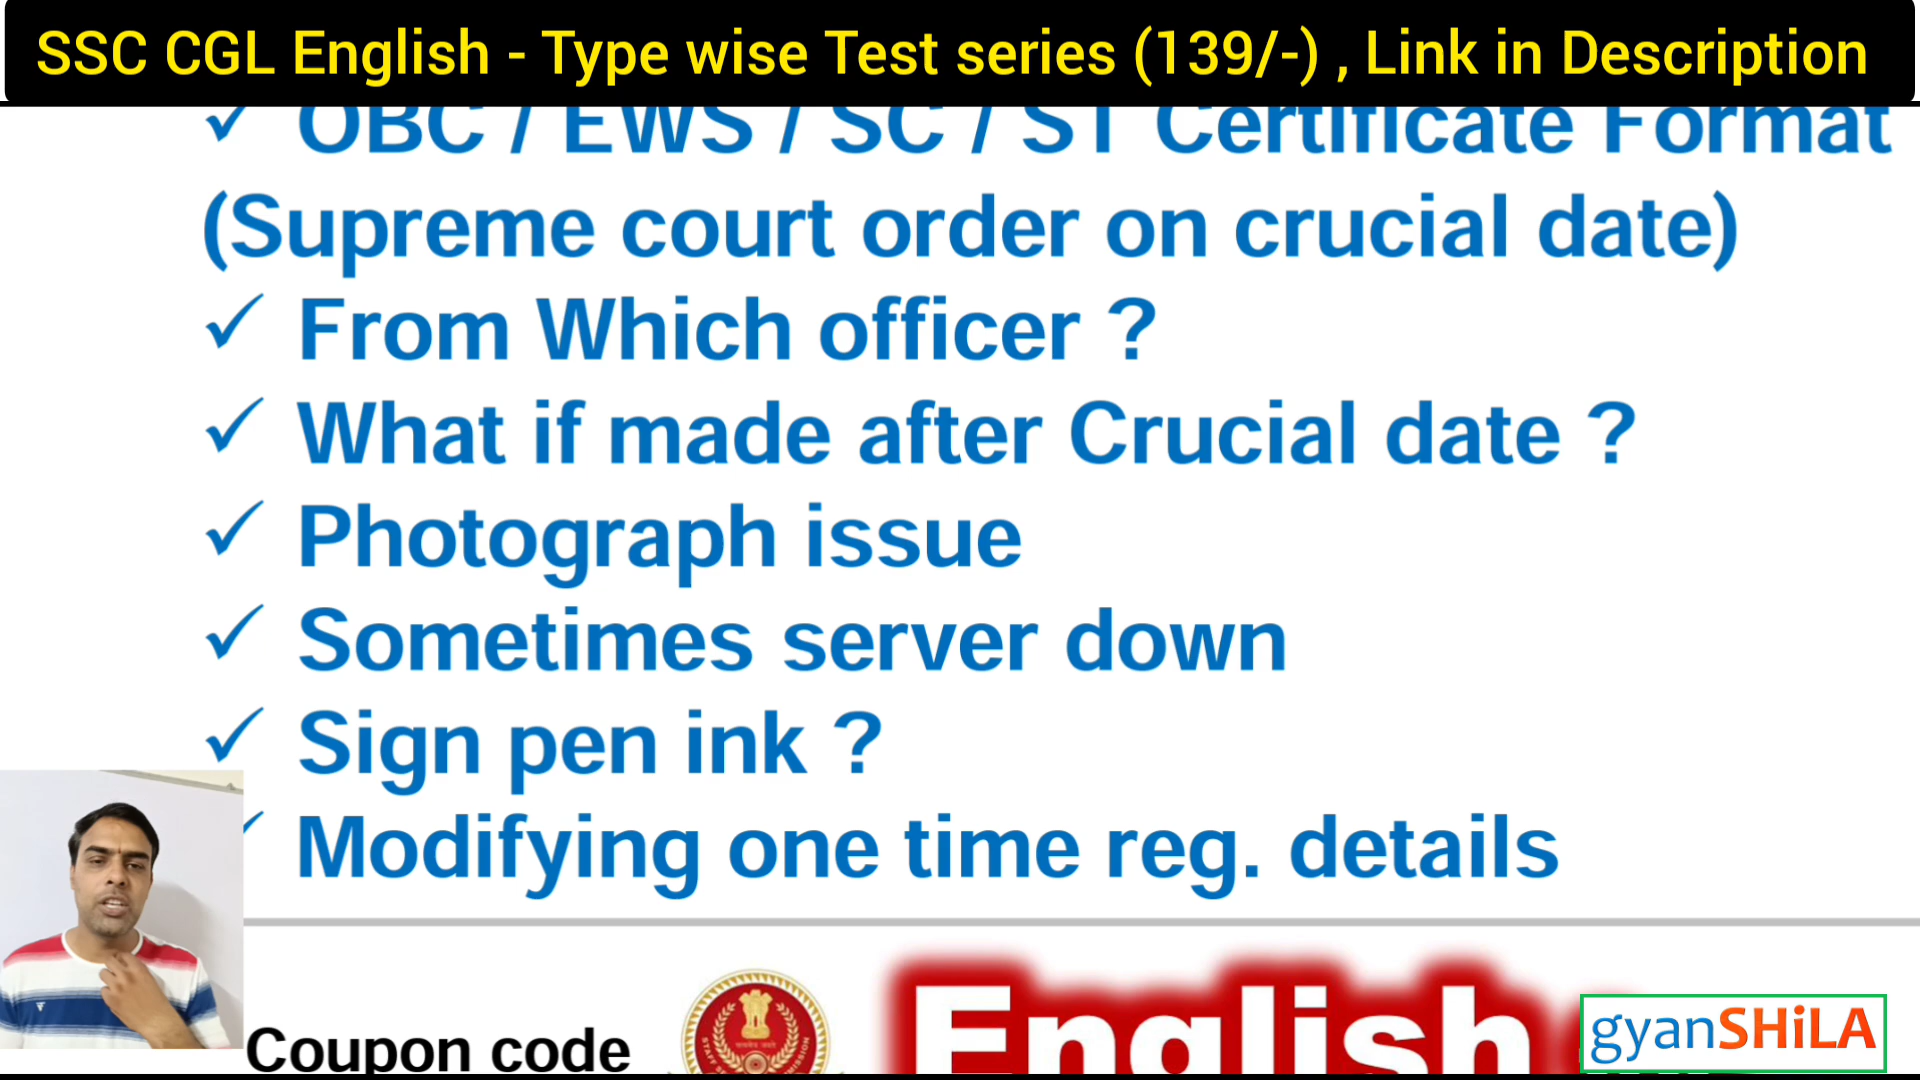 SSC CGL English - Type wise Test series (139/-) , Link in Description
✓ OBC / EWS / SC / ST Certificate Format
(Supreme court order on crucial date)
✓ From Which officer ?
✓ What if made after Crucial date ?
✓ Photograph issue
✓ Sometimes server down
✓ Sign pen ink ?
✓ Modifying one time reg. details
Coupon code
English
gyanSHiLA